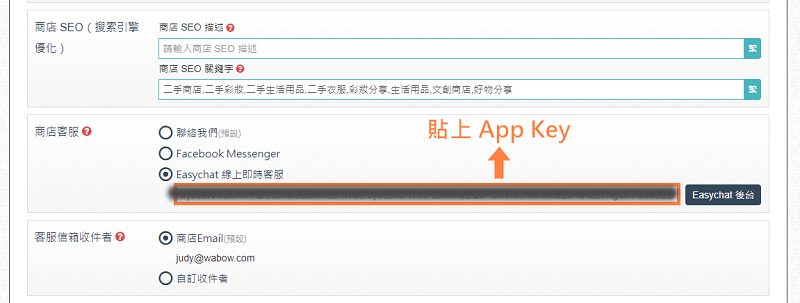 商店 SEO（搜索引擎優化）
商店 SEO 描述
請輸入商店 SEO 描述
繁
商店 SEO 關鍵字
二手商店,二手彩妝,二手生活用品,二手衣服,彩妝分享,生活用品,文創商店,好物分享
繁
貼上 App Key
商店客服
聯絡我們(預設)
Facebook Messenger
Easychat 線上即時客服
Easychat 後台
客服信箱收件者
商店Email(預設)
judy@wabow.com
自訂收件者